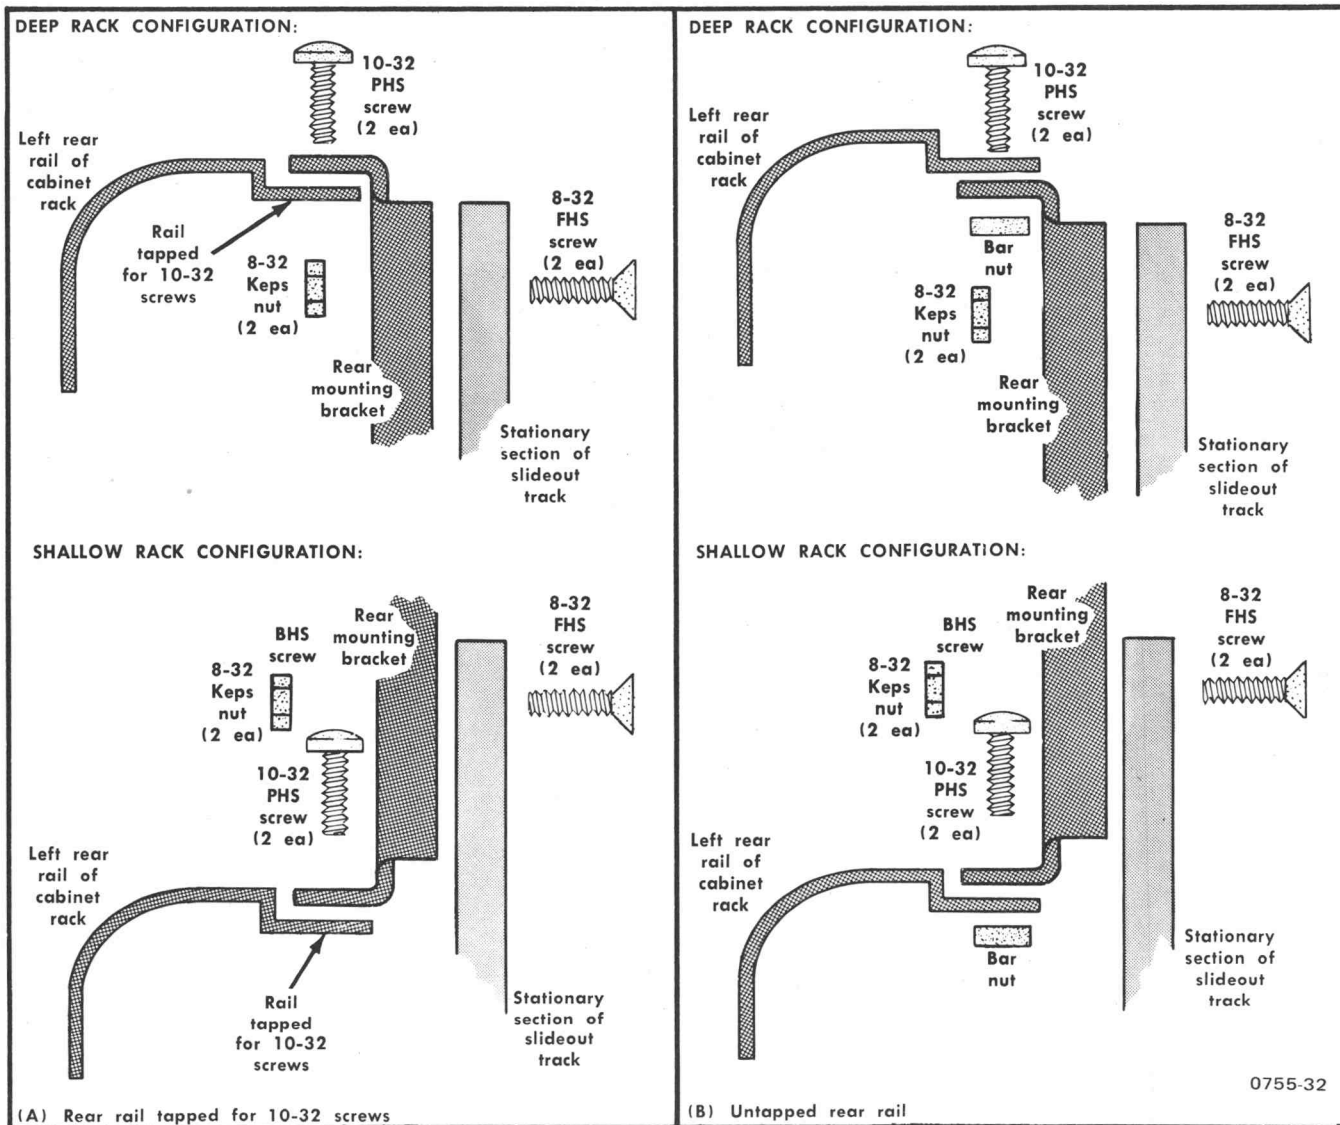 DEEP RACK CONFIGURATION:
10-32
PHS
screw
(2 ea)
Left rear
rail of
cabinet
rack
Rail
tapped
for 10-32
screws
8-32
Keps
nut
(2 ea)
8-32
FHS
screw
(2 ea)
Rear
mounting
bracket
Stationary
section of
slideout
track
SHALLOW RACK CONFIGURATION:
BHS
screw
8-32
Keps
nut
(2 ea)
Rear
mounting
bracket
8-32
FHS
screw
(2 ea)
10-32
PHS
screw
(2 ea)
Left rear
rail of
cabinet
rack
Rail
tapped
for 10-32
screws
Stationary
section of
slideout
track
(A) Rear rail tapped for 10-32 screws
DEEP RACK CONFIGURATION:
10-32
PHS
screw
(2 ea)
Left rear
rail of
cabinet
rack
Bar
nut
8-32
Keps
nut
(2 ea)
8-32
FHS
screw
(2 ea)
Rear
mounting
bracket
Stationary
section of
slideout
track
SHALLOW RACK CONFIGURATION:
BHS
screw
8-32
Keps
nut
(2 ea)
Rear
mounting
bracket
8-32
FHS
screw
(2 ea)
10-32
PHS
screw
(2 ea)
Left rear
rail of
cabinet
rack
Bar
nut
Stationary
section of
slideout
track
0755-32
(B) Untapped rear rail